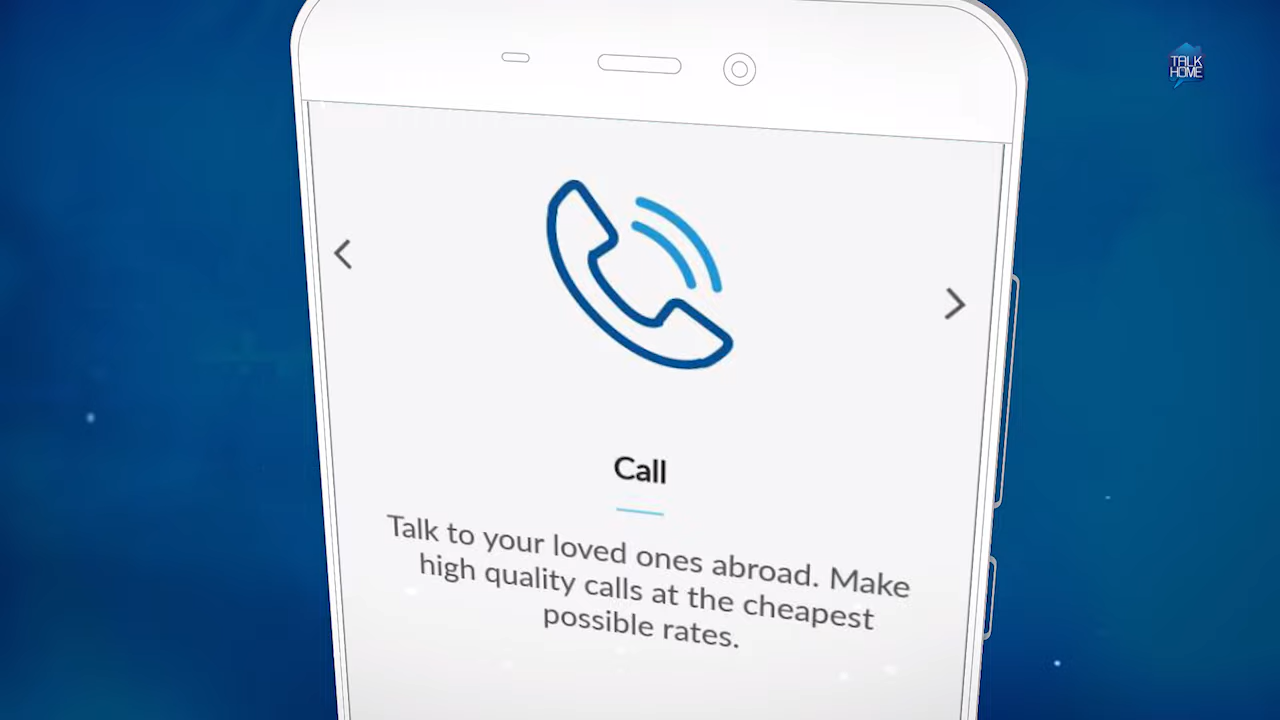 TALK
HOME
Call
Talk to your loved ones abroad. Make
high quality calls at the cheapest
possible rates.